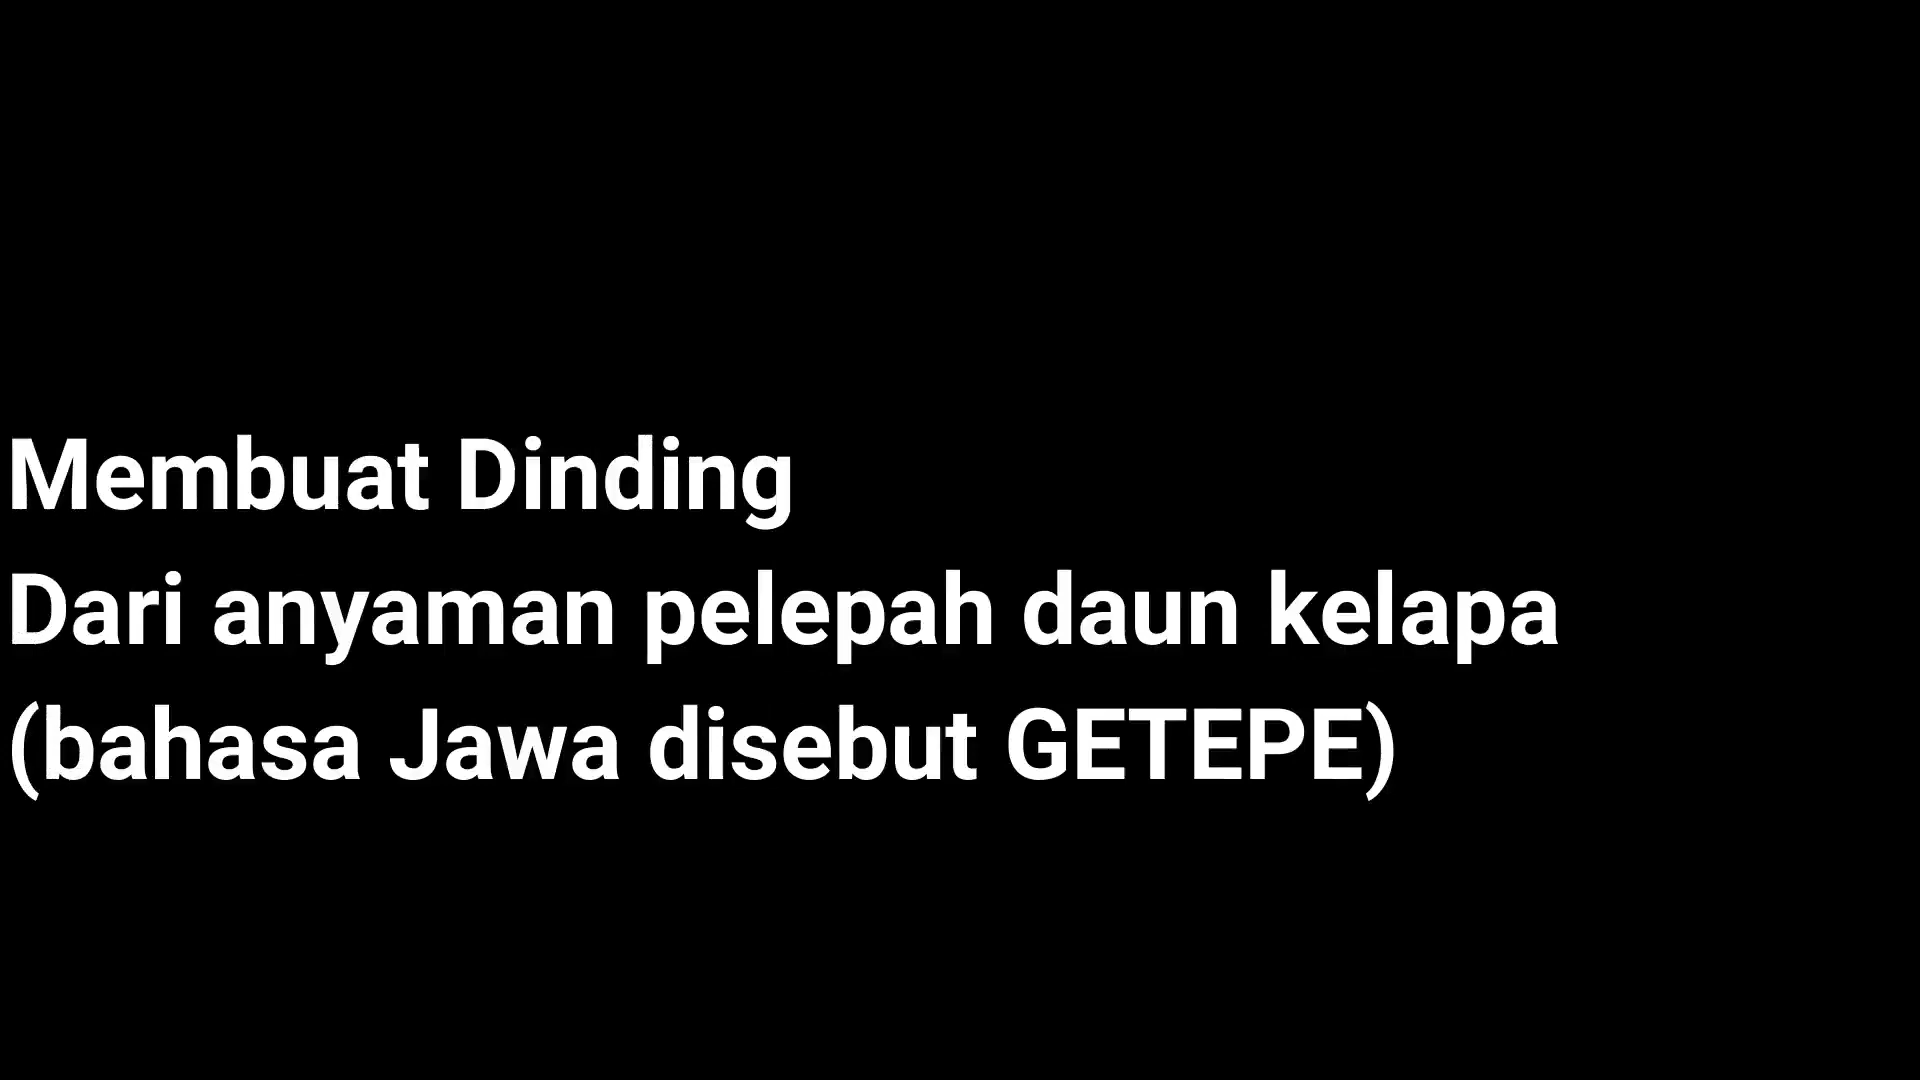 Membuat Dinding
Dari anyaman pelepah daun kelapa
(bahasa Jawa disebut GETEPE)